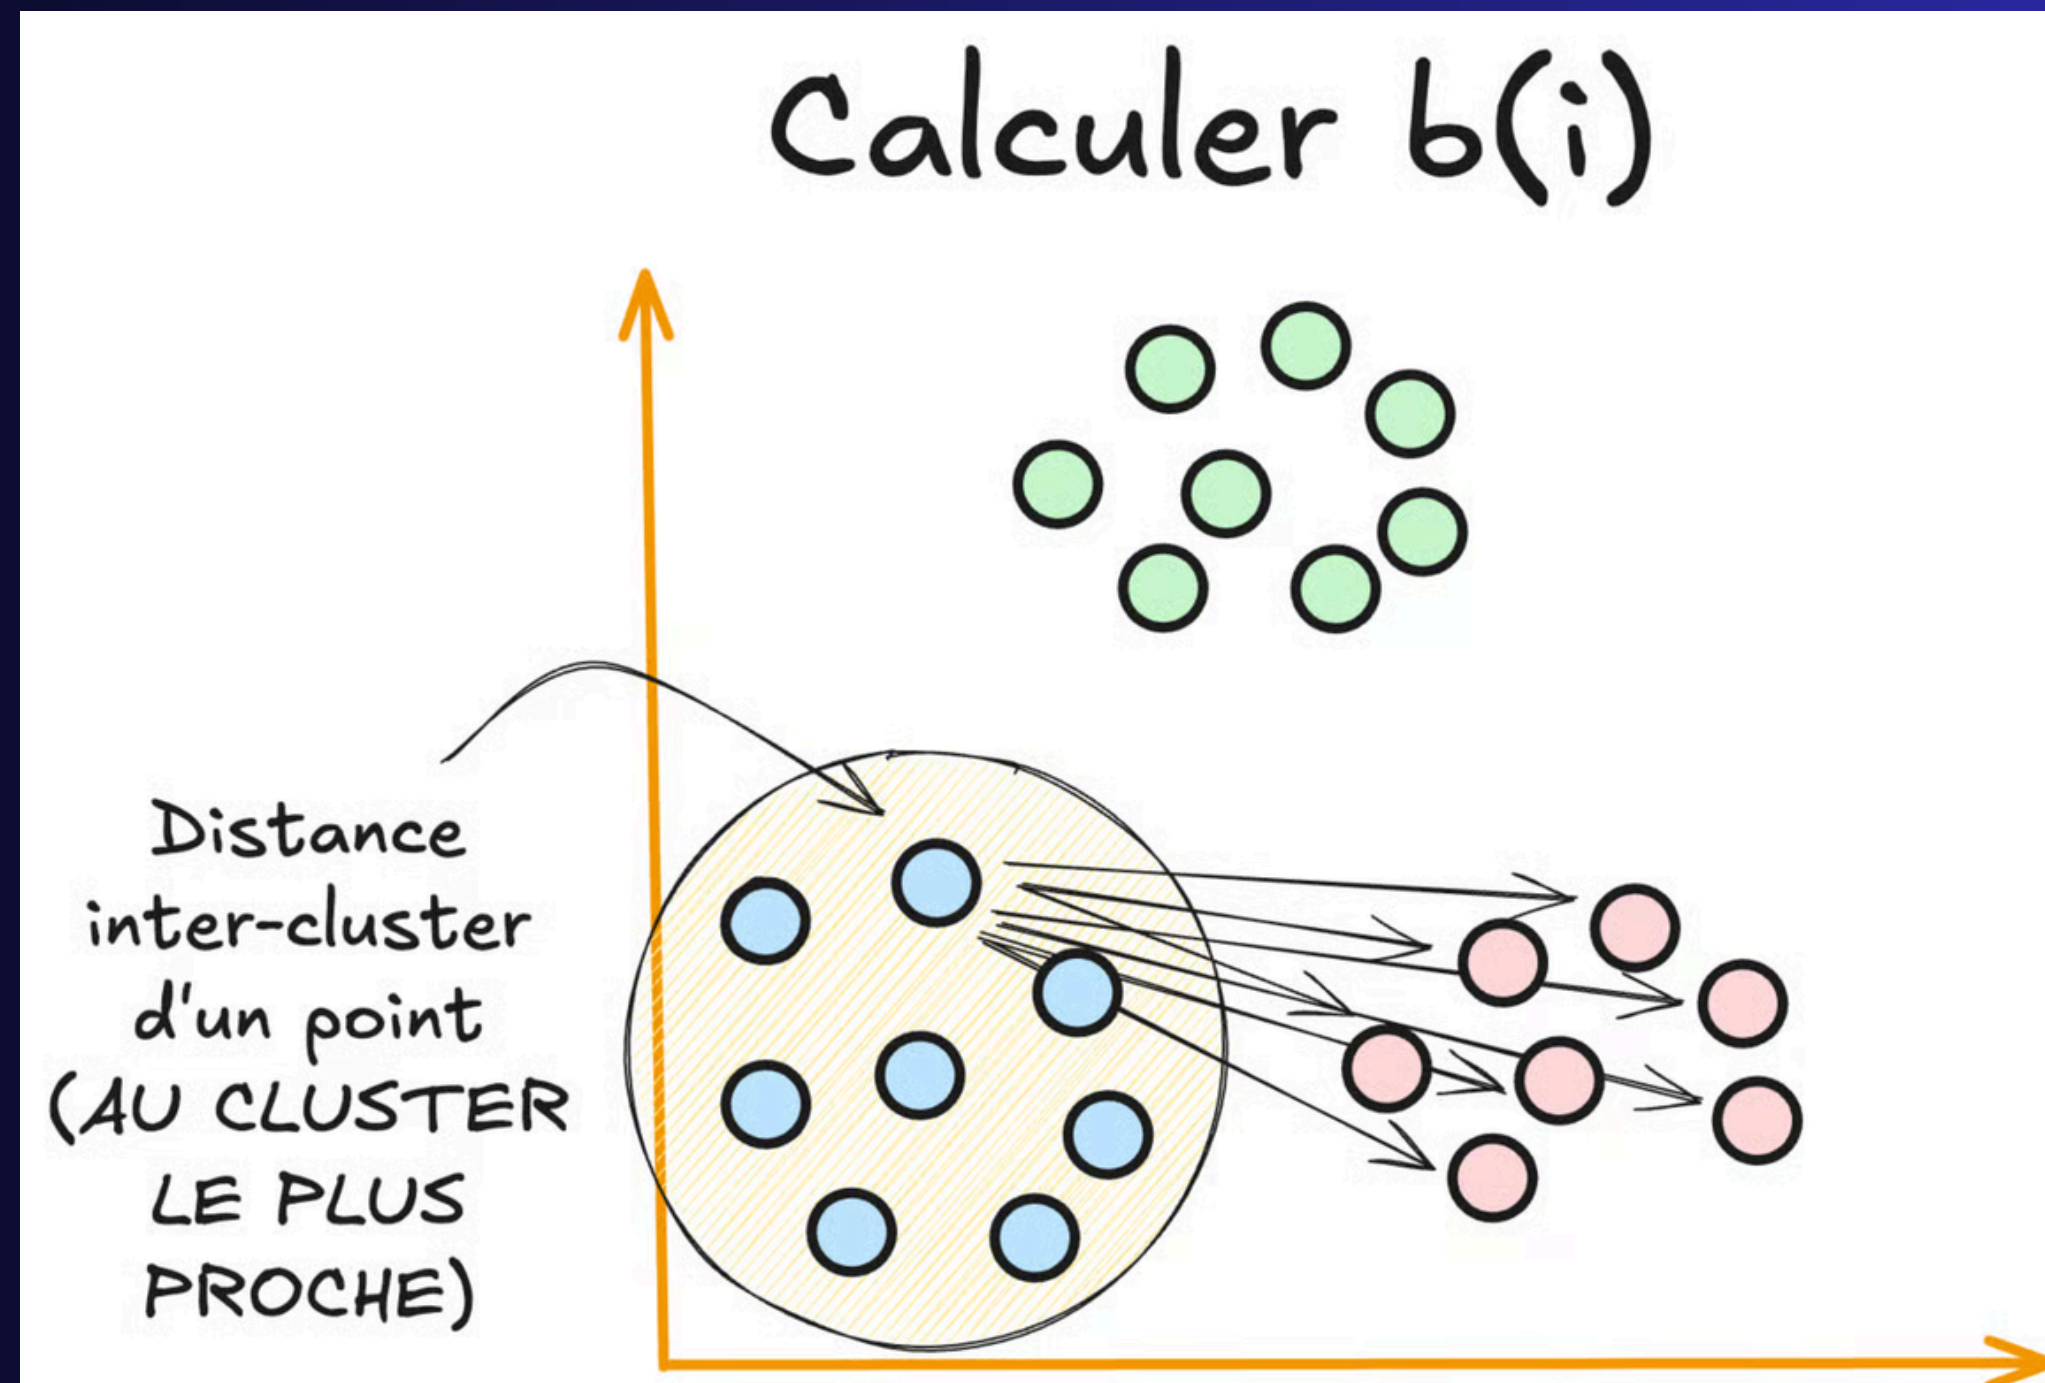 Calculer b(i)
Distance
inter-cluster
d'un point
(AU CLUSTER
LE PLUS
PROCHE)